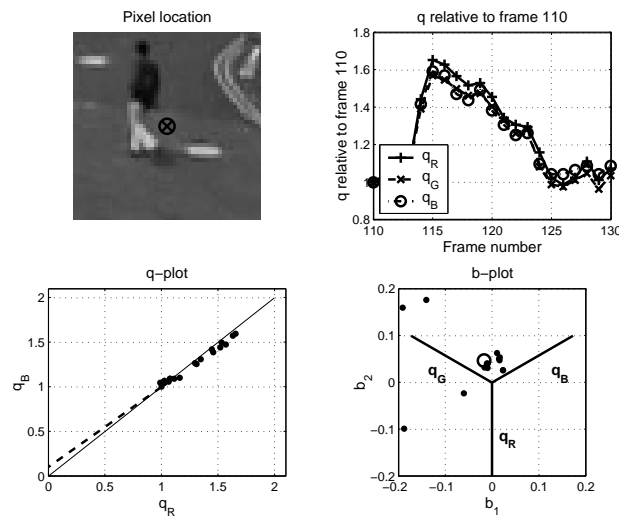 Pixel location
q relative to frame 110
q relative to frame 110
1.8
1.6
1.4
1.2
1
0.8
q_R
q_G
q_B
110 115 120 125 130
Frame number
q−plot
q_B
2
1.5
1
0.5
0
0 0.5 1 1.5 2
q_R
b−plot
b_2
0.2
0.1
0
−0.1
−0.2
q_G
q_B
q_R
−0.2 −0.1 0 0.1 0.2
b_1